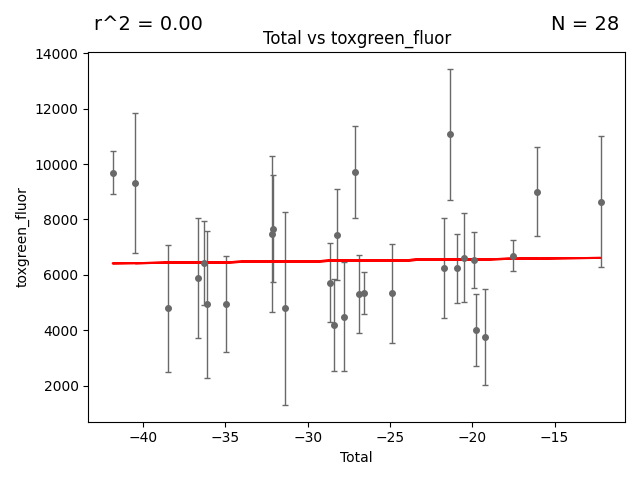 r^2 = 0.00
N = 28
Total vs toxgreen_fluor
14000
12000
10000
8000
6000
4000
2000
toxgreen_fluor
−40
−35
−30
−25
−20
−15
Total